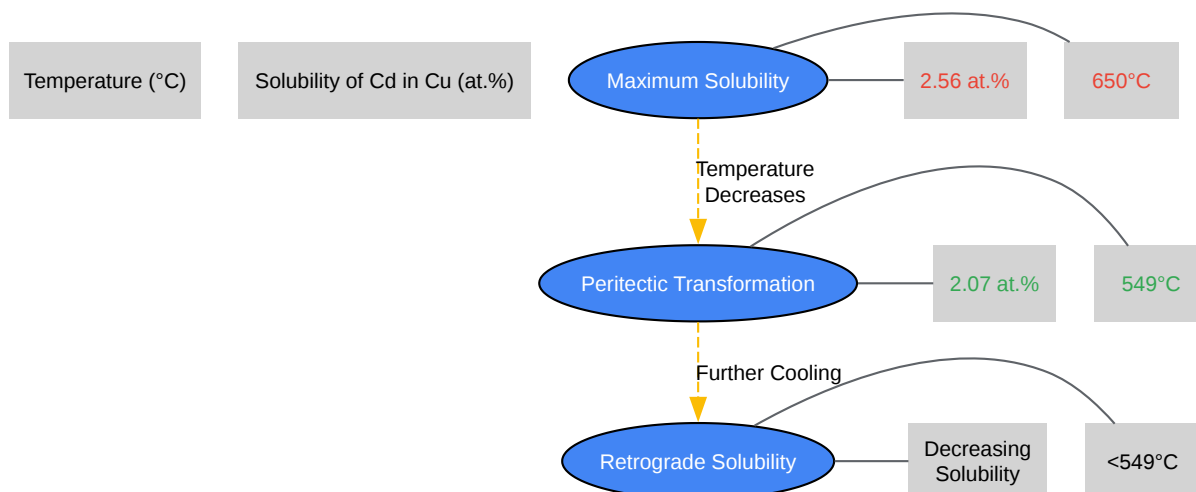 Temperature (°C)
Solubility of Cd in Cu (at.%)
Maximum Solubility
2.56 at.%
650°C
Temperature
Decreases
Peritectic Transformation
2.07 at.%
549°C
Further Cooling
Retrograde Solubility
Decreasing
Solubility
<549°C